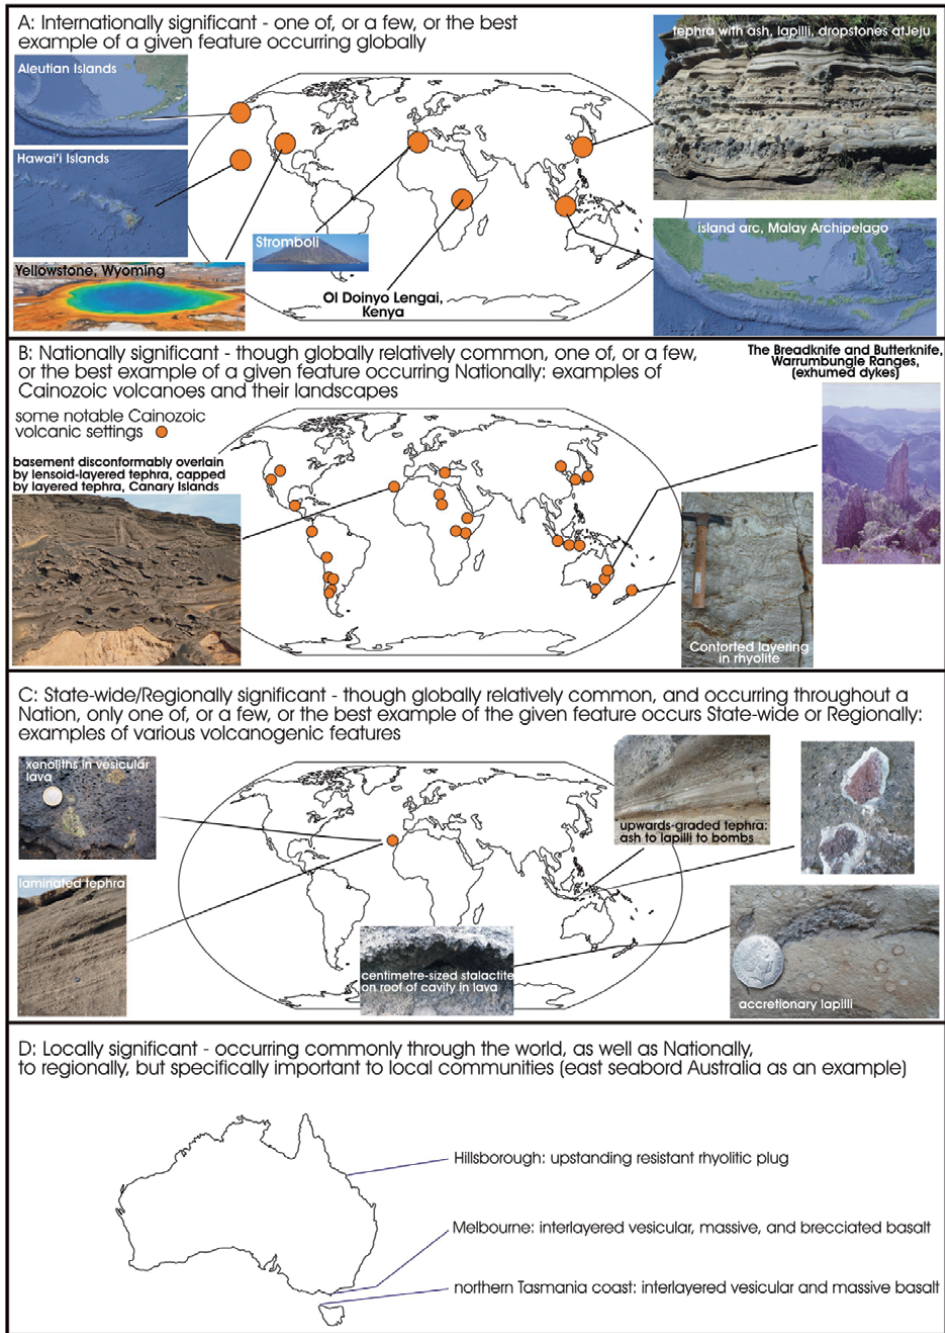 A: Internationally significant - one of, or a few, or the best
example of a given feature occurring globally
Aleutian Islands
Hawai'i Islands
Yellowstone, Wyoming
Stromboli
Ol Doinyo Lengai,
Kenya
tephra with ash, lapilli, dropstones atJeju
island arc, Malay Archipelago
B: Nationally significant - though globally relatively common, one of, or a few,
or the best example of a given feature occurring Nationally: examples of
Cainozoic volcanoes and their landscapes
some notable Cainozoic
volcanic settings
basement disconformably overlain
by lensoid-layered tephra, capped
by layered tephra, Canary Islands
The Breadknife and Butterknife,
Warrumbungle Ranges,
(exhumed dykes)
Contorted layering
in rhyolite
C: State-wide/Regionally significant - though globally relatively common, and occurring throughout a
Nation, only one of, or a few, or the best example of the given feature occurs State-wide or Regionally:
examples of various volcanogenic features
xenoliths in vesicular
lava
laminated tephra
centimetre-sized stalactite
on roof of cavity in lava
upwards-graded tephra:
ash to lapilli to bombs
accretionary lapilli
D: Locally significant - occurring commonly through the world, as well as Nationally,
to regionally, but specifically important to local communities (east seabord Australia as an example)
Hillsborough: upstanding resistant rhyolitic plug
Melbourne: interlayered vesicular, massive, and brecciated basalt
northern Tasmania coast: interlayered vesicular and massive basalt